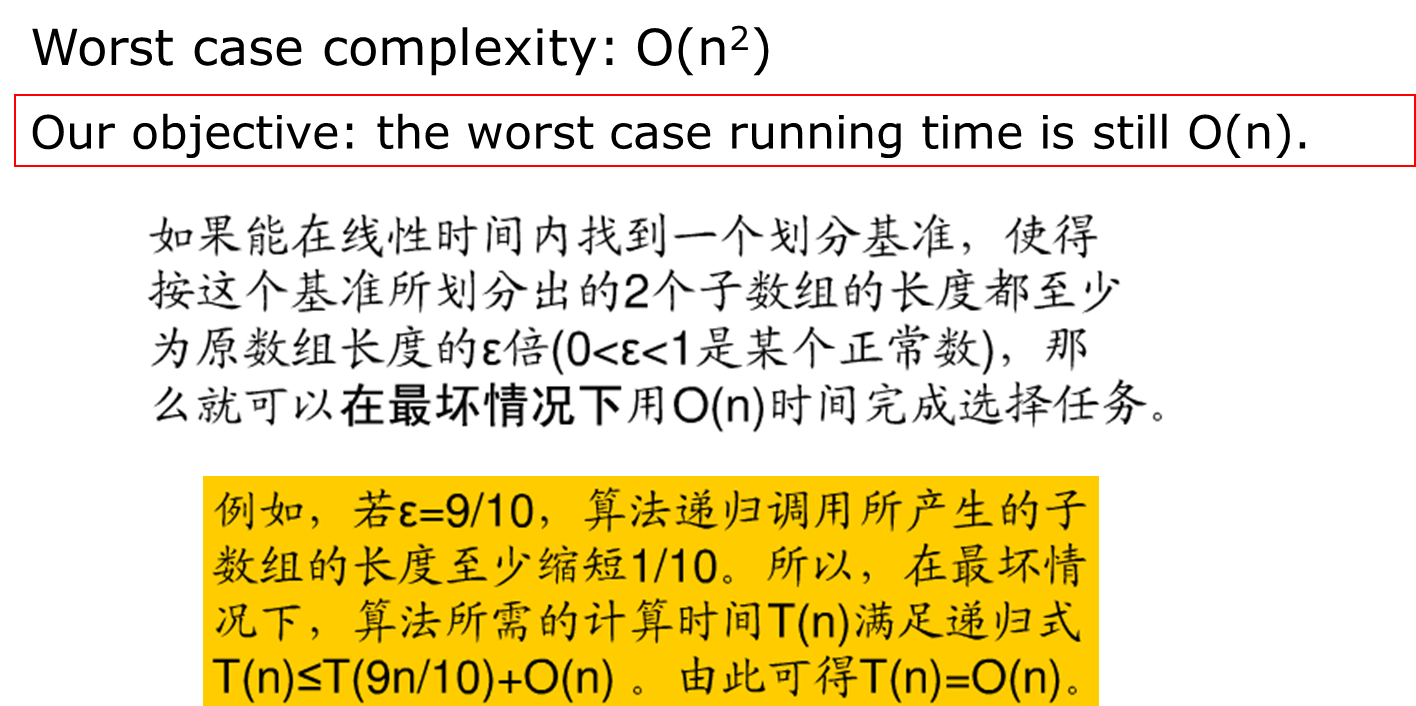 Worst case complexity: O(n²)
Our objective: the worst case running time is still O(n).
如果能在线性时间内找到一个划分基准，使得
按这个基准所划分出的2个子数组的长度都至少
为原数组长度的ε倍(0<ε<1是某个正常数)，那
么就可以在最坏情况下用O(n)时间完成选择任务。
例如，若ε=9/10，算法递归调用所产生的子
数组的长度至少缩短1/10。所以，在最坏情
况下，算法所需的计算时间T(n)满足递归式
T(n)≤T(9n/10)+O(n) 。由此可得T(n)=O(n)。